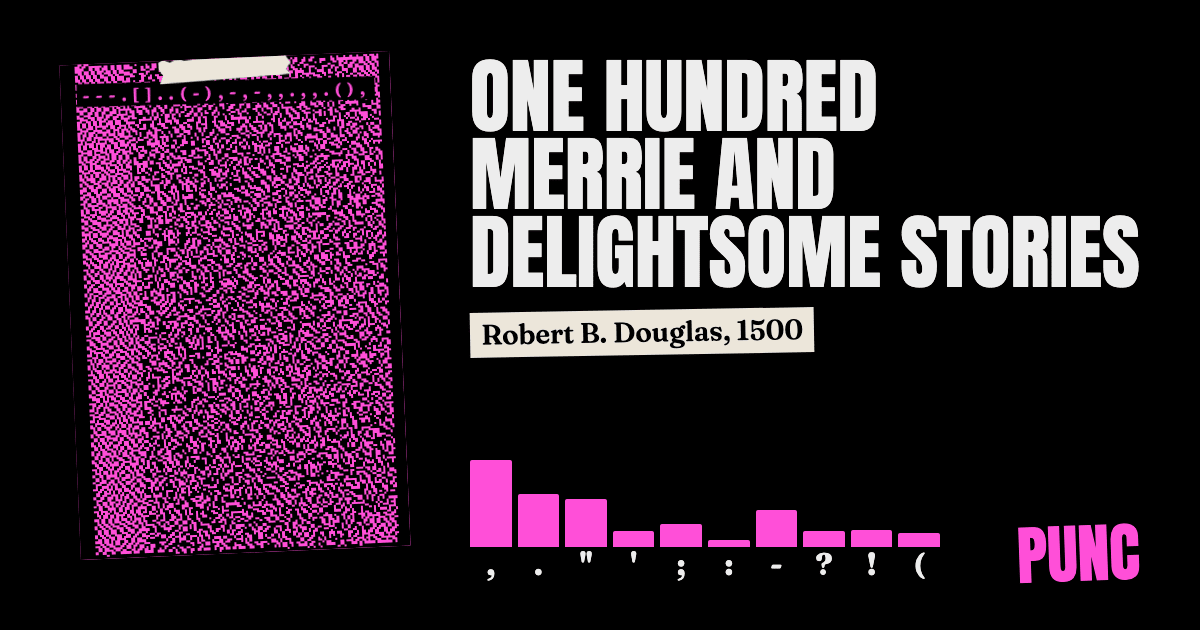 ---.[]..(-),-,-,,.,,.(),
ONE HUNDRED
MERRIE AND
DELIGHTSOME STORIES
Robert B. Douglas, 1500
, . " ' ; : - ? ! (
PUNC